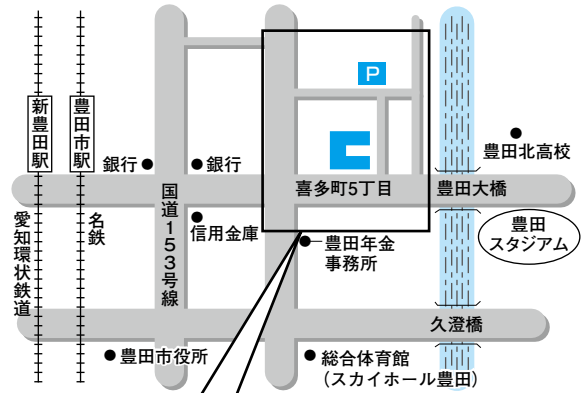 P
新豊田駅
豊田市駅
豊田北高校
銀行
銀行
喜多町5丁目
豊田大橋
国道153号線
愛知環状鉄道
名鉄
信用金庫
豊田年金
事務所
豊田
スタジアム
久澄橋
豊田市役所
総合体育館
(スカイホール豊田)